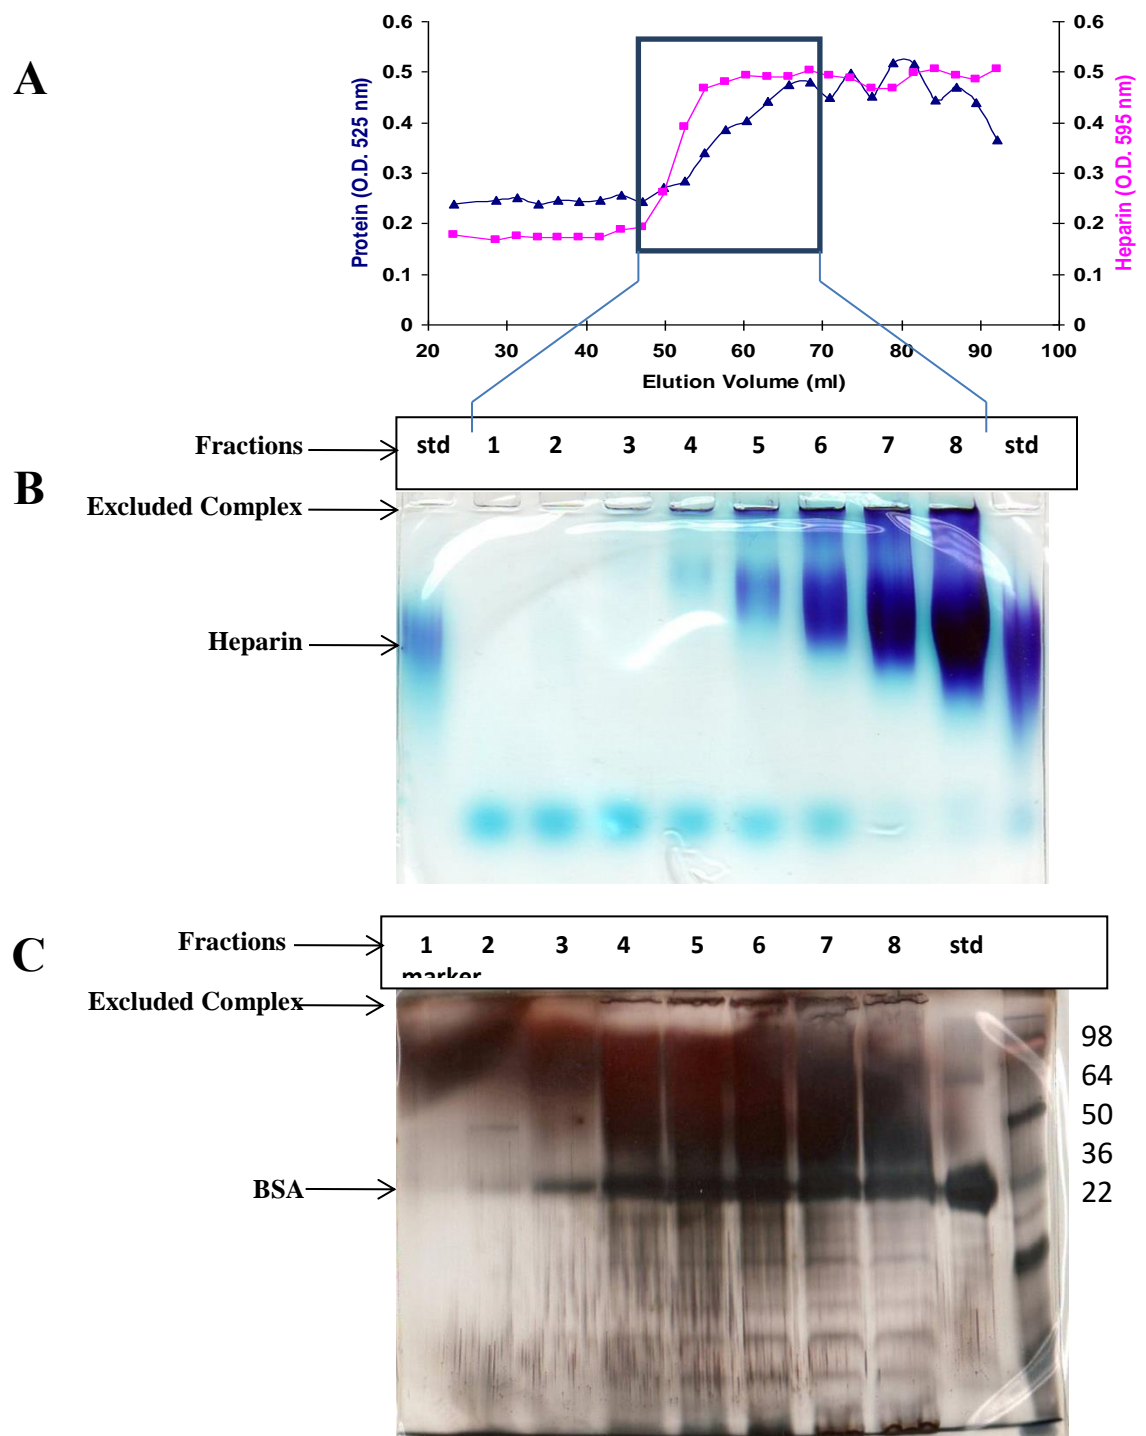 A
Protein (O.D. 525 nm)
0.6
0.5
0.4
0.3
0.2
0.1
0
0.6
0.5
0.4
0.3
0.2
0.1
0
Heparin (O.D. 595 nm)
20 30 40 50 60 70 80 90 100
Elution Volume (ml)
B
Fractions
std 1 2 3 4 5 6 7 8 std
Excluded Complex
Heparin
C
Fractions
1 2 3 4 5 6 7 8 std
marker
Excluded Complex
98
64
50
36
22
BSA